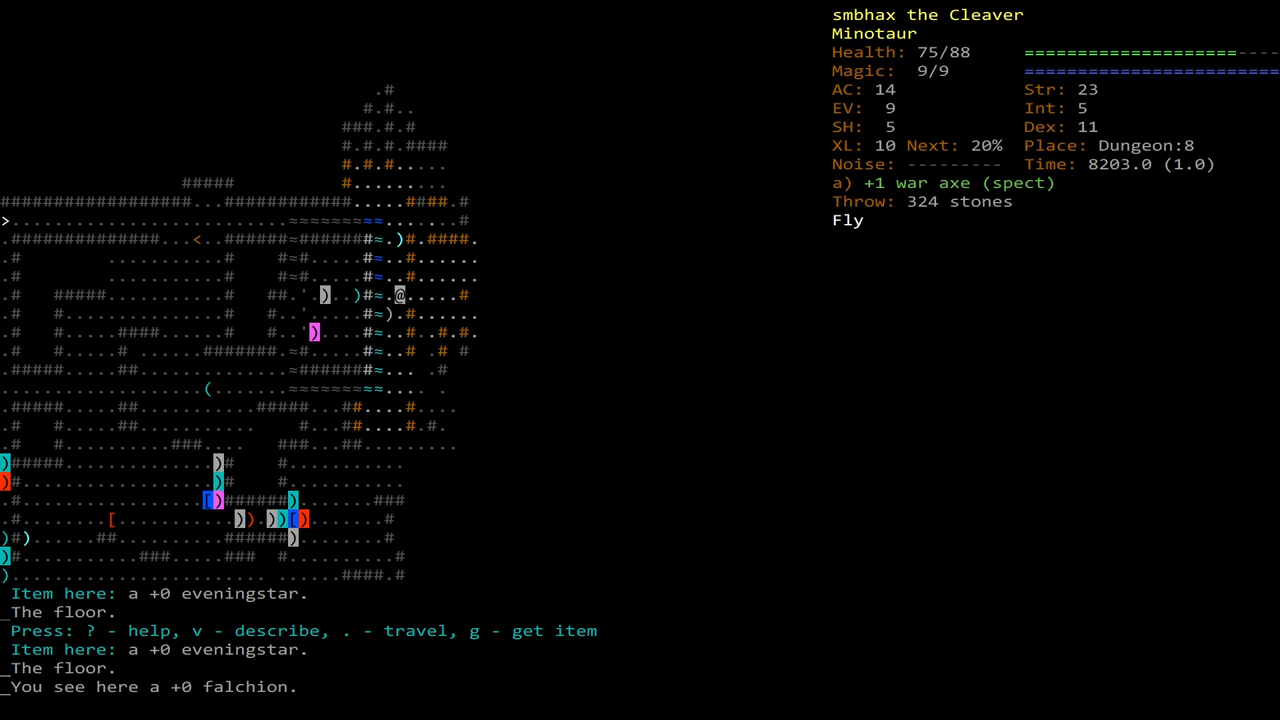 smbhax the Cleaver
Minotaur
Health: 75/88 ====================----
Magic: 9/9 ========================
AC: 14 Str: 23
EV: 9 Int: 5
SH: 5 Dex: 11
XL: 10 Next: 20% Place: Dungeon:8
Noise: --------- Time: 8203.0 (1.0)
a) +1 war axe (spect)
Throw: 324 stones
Fly
Item here: a +0 eveningstar.
_The floor.
Press: ? - help, v - describe, . - travel, g - get item
Item here: a +0 eveningstar.
_The floor.
_You see here a +0 falchion.